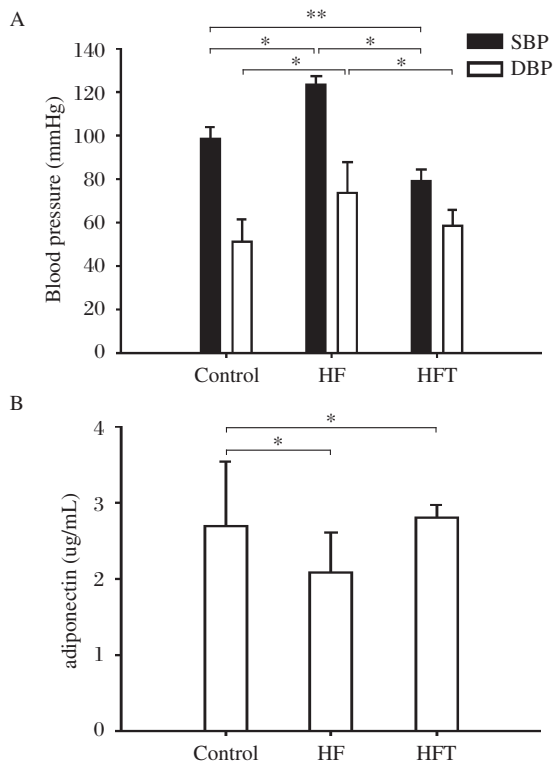 A
**
* *
* *
SBP
DBP
Blood pressure (mmHg)
140
120
100
80
60
40
20
0
Control HF HFT
B
*
*
adiponectin (ug/mL)
4
3
2
1
0
Control HF HFT